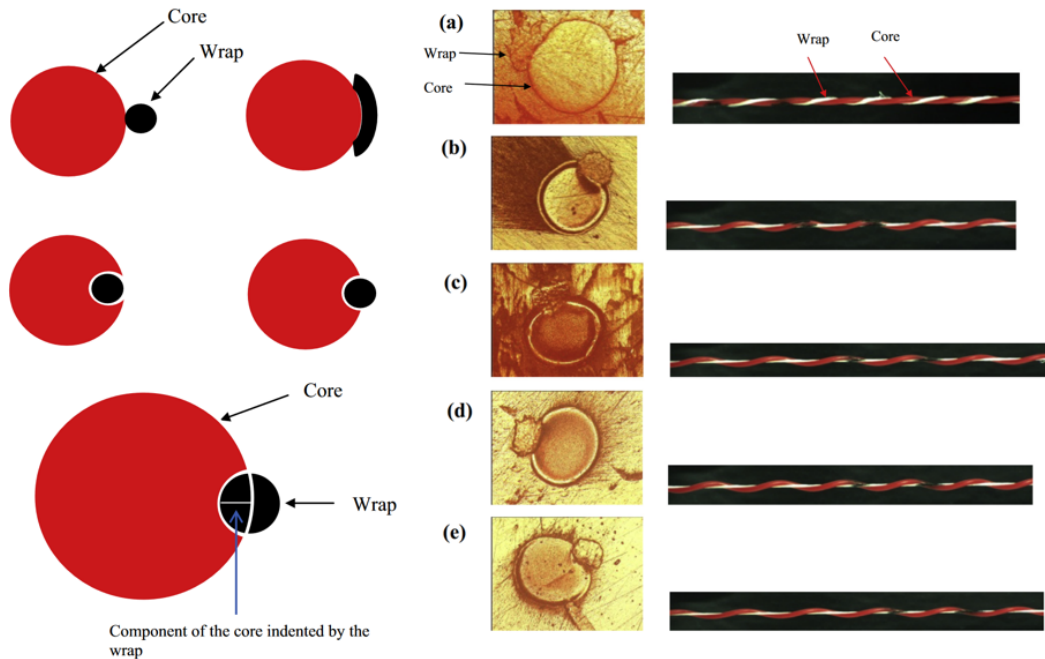 Core
Wrap
Core
Wrap
Component of the core indented by the
wrap
(a)
Wrap
Core
(b)
(c)
(d)
(e)
Wrap
Core